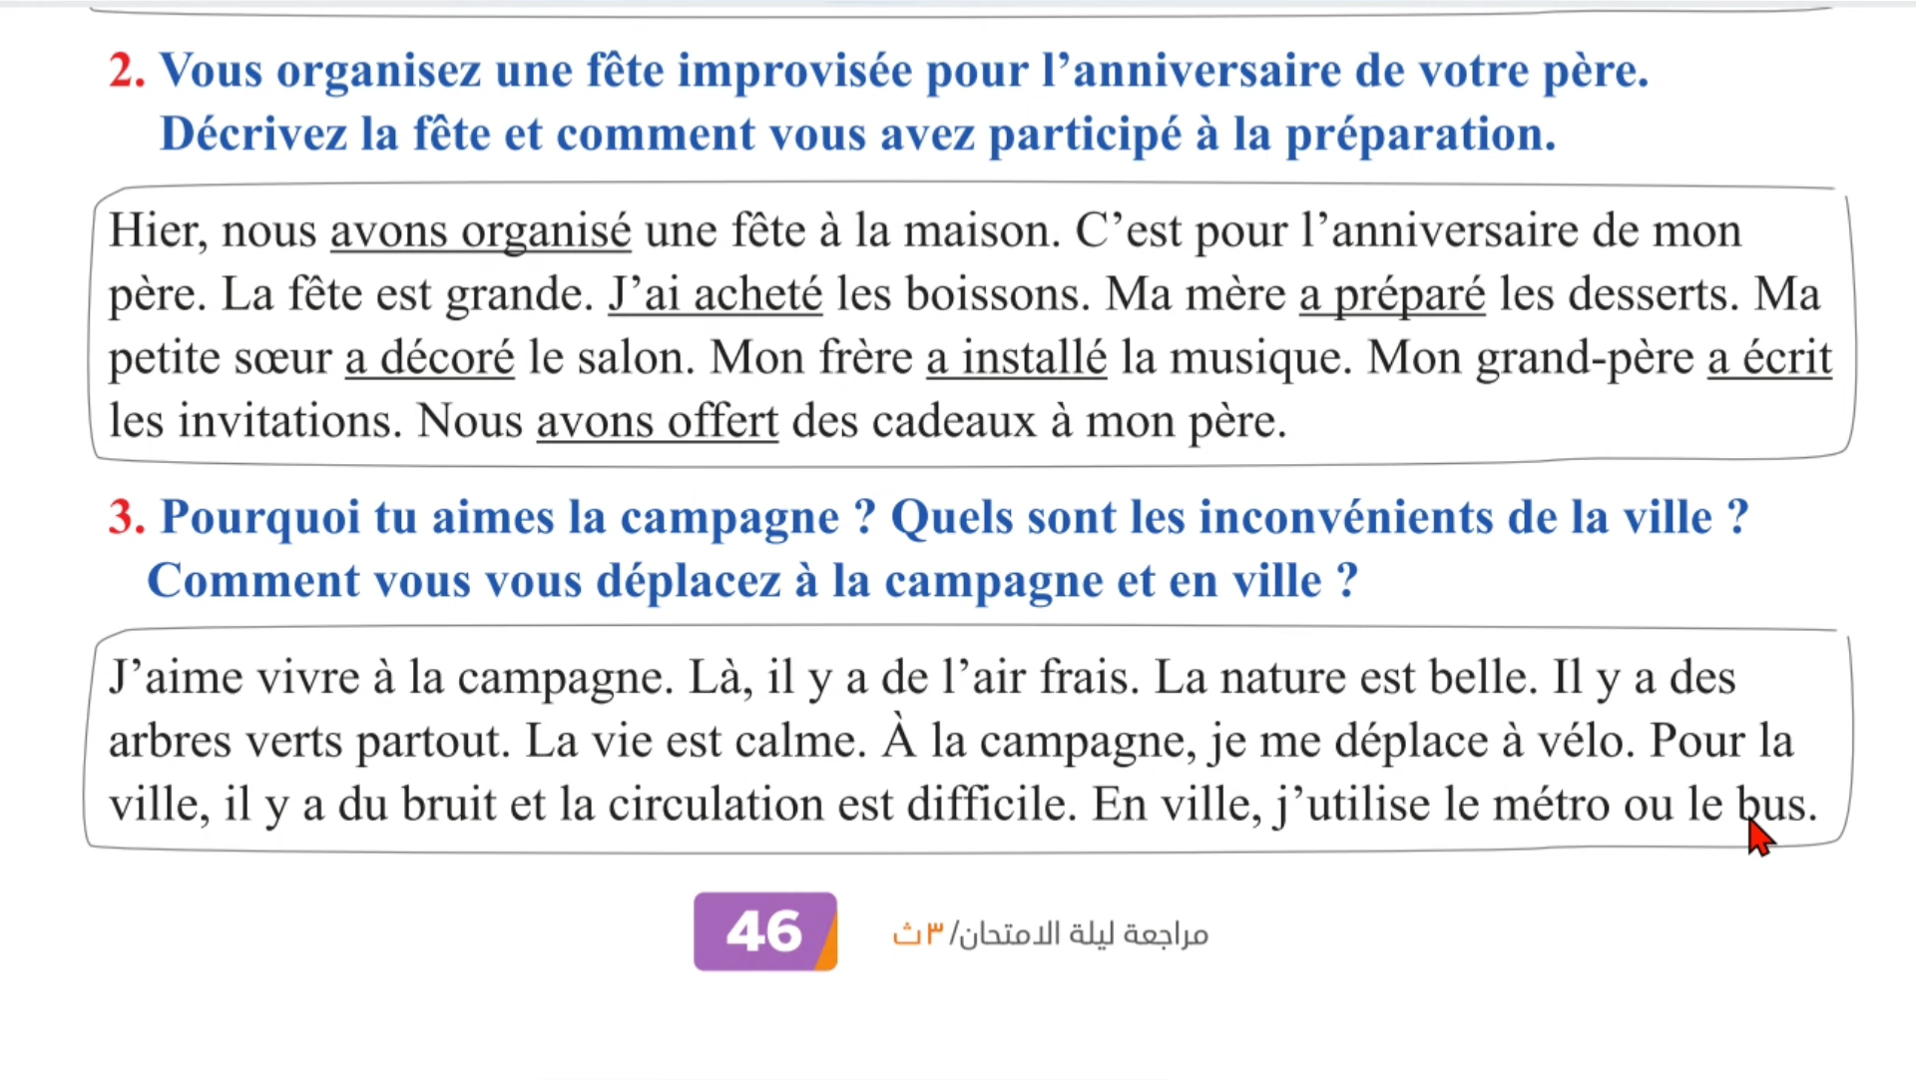 2. Vous organisez une fête improvisée pour l’anniversaire de votre père.
Décrivez la fête et comment vous avez participé à la préparation.
Hier, nous avons organisé une fête à la maison. C’est pour l’anniversaire de mon
père. La fête est grande. J’ai acheté les boissons. Ma mère a préparé les desserts. Ma
petite sœur a décoré le salon. Mon frère a installé la musique. Mon grand-père a écrit
les invitations. Nous avons offert des cadeaux à mon père.
3. Pourquoi tu aimes la campagne ? Quels sont les inconvénients de la ville ?
Comment vous vous déplacez à la campagne et en ville ?
J’aime vivre à la campagne. Là, il y a de l’air frais. La nature est belle. Il y a des
arbres verts partout. La vie est calme. À la campagne, je me déplace à vélo. Pour la
ville, il y a du bruit et la circulation est difficile. En ville, j’utilise le métro ou le bus.
46
مراجعة ليلة الامتحان/٣ث